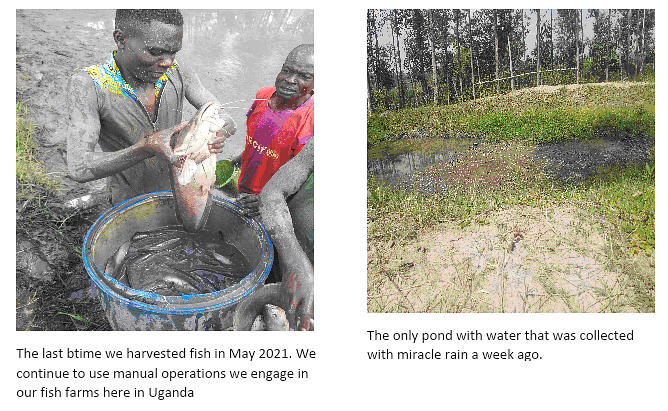 The last btime we harvested fish in May 2021. We
continue to use manual operations we engage in
our fish farms here in Uganda
The only pond with water that was collected
with miracle rain a week ago.